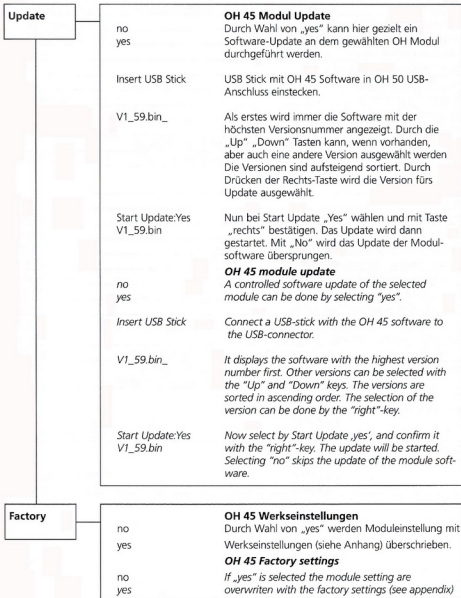 Update
OH 45 Modul Update
no Durch Wahl von „yes" kann hier gezielt ein
yes Software-Update an dem gewählten OH Modul
durchgeführt werden.
Insert USB Stick USB Stick mit OH 45 Software in OH 50 USB-
Anschluss einstecken.
V1_59.bin_ Als erstes wird immer die Software mit der
höchsten Versionsnummer angezeigt. Durch die
„Up" „Down" Tasten kann, wenn vorhanden,
aber auch eine andere Version ausgewählt werden
Die Versionen sind aufsteigend sortiert. Durch
Drücken der Rechts-Taste wird die Version fürs
Update ausgewählt.
Start Update:Yes Nun bei Start Update „Yes" wählen und mit Taste
V1_59.bin „rechts" bestätigen. Das Update wird dann
gestartet. Mit „No" wird das Update der Modul-
software übersprungen.
OH 45 module update
no A controlled software update of the selected
yes module can be done by selecting "yes".
Insert USB Stick Connect a USB-stick with the OH 45 software to
the USB-connector.
V1_59.bin_ It displays the software with the highest version
number first. Other versions can be selected with
the "Up" and "Down" keys. The versions are
sorted in ascending order. The selection of the
version can be done by the "right"-key.
Start Update:Yes Now select by Start Update ‚yes', and confirm it
V1_59.bin with the "right"-key. The update will be started.
Selecting "no" skips the update of the module soft-
ware.
Factory
OH 45 Werkseinstellungen
no Durch Wahl von „yes" werden Moduleinstellung mit
yes Werkseinstellungen (siehe Anhang) überschrieben.
OH 45 Factory settings
no If „yes" is selected the module setting are
yes overwriten with the factory settings (see appendix)